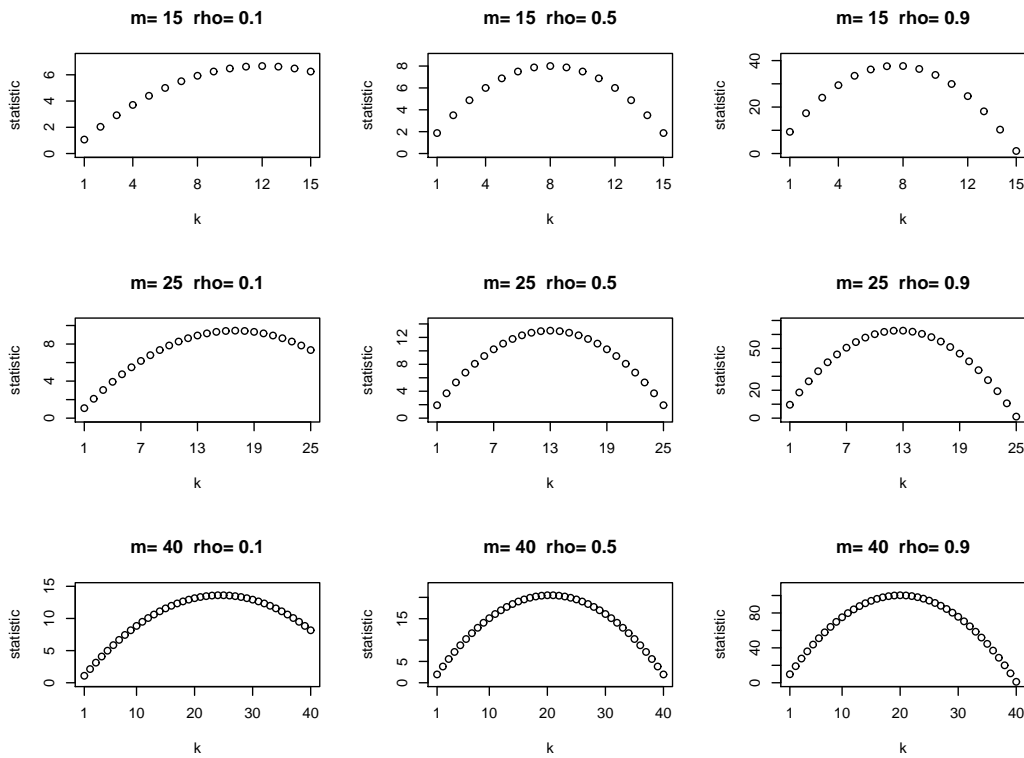 m= 15 rho= 0.1
statistic
0 2 4 6
1 4 8 12 15
k
m= 15 rho= 0.5
statistic
0 2 4 6 8
1 4 8 12 15
k
m= 15 rho= 0.9
statistic
0 20 40
1 4 8 12 15
k
m= 25 rho= 0.1
statistic
0 4 8
1 7 13 19 25
k
m= 25 rho= 0.5
statistic
0 4 8 12
1 7 13 19 25
k
m= 25 rho= 0.9
statistic
0 20 50
1 7 13 19 25
k
m= 40 rho= 0.1
statistic
0 5 10 15
1 10 20 30 40
k
m= 40 rho= 0.5
statistic
0 5 15
1 10 20 30 40
k
m= 40 rho= 0.9
statistic
0 40 80
1 10 20 30 40
k